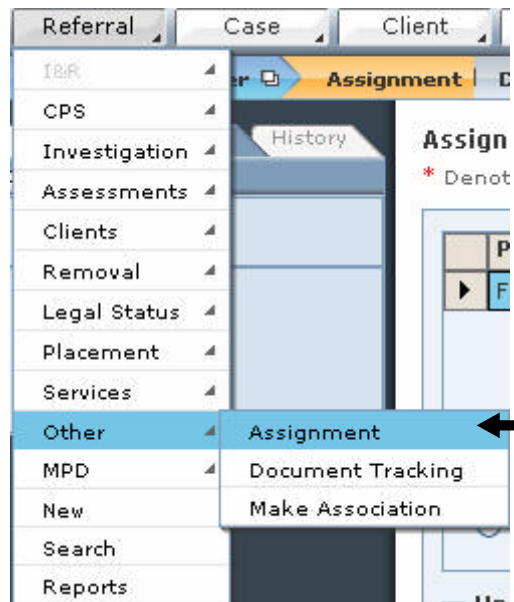 Referral Case Client
I&R er Assignment D
CPS
Investigation History Assign
Assessments * Denot
Clients
Removal P
Legal Status F
Placement
Services
Other Assignment
MPD Document Tracking
New Make Association
Search
Reports